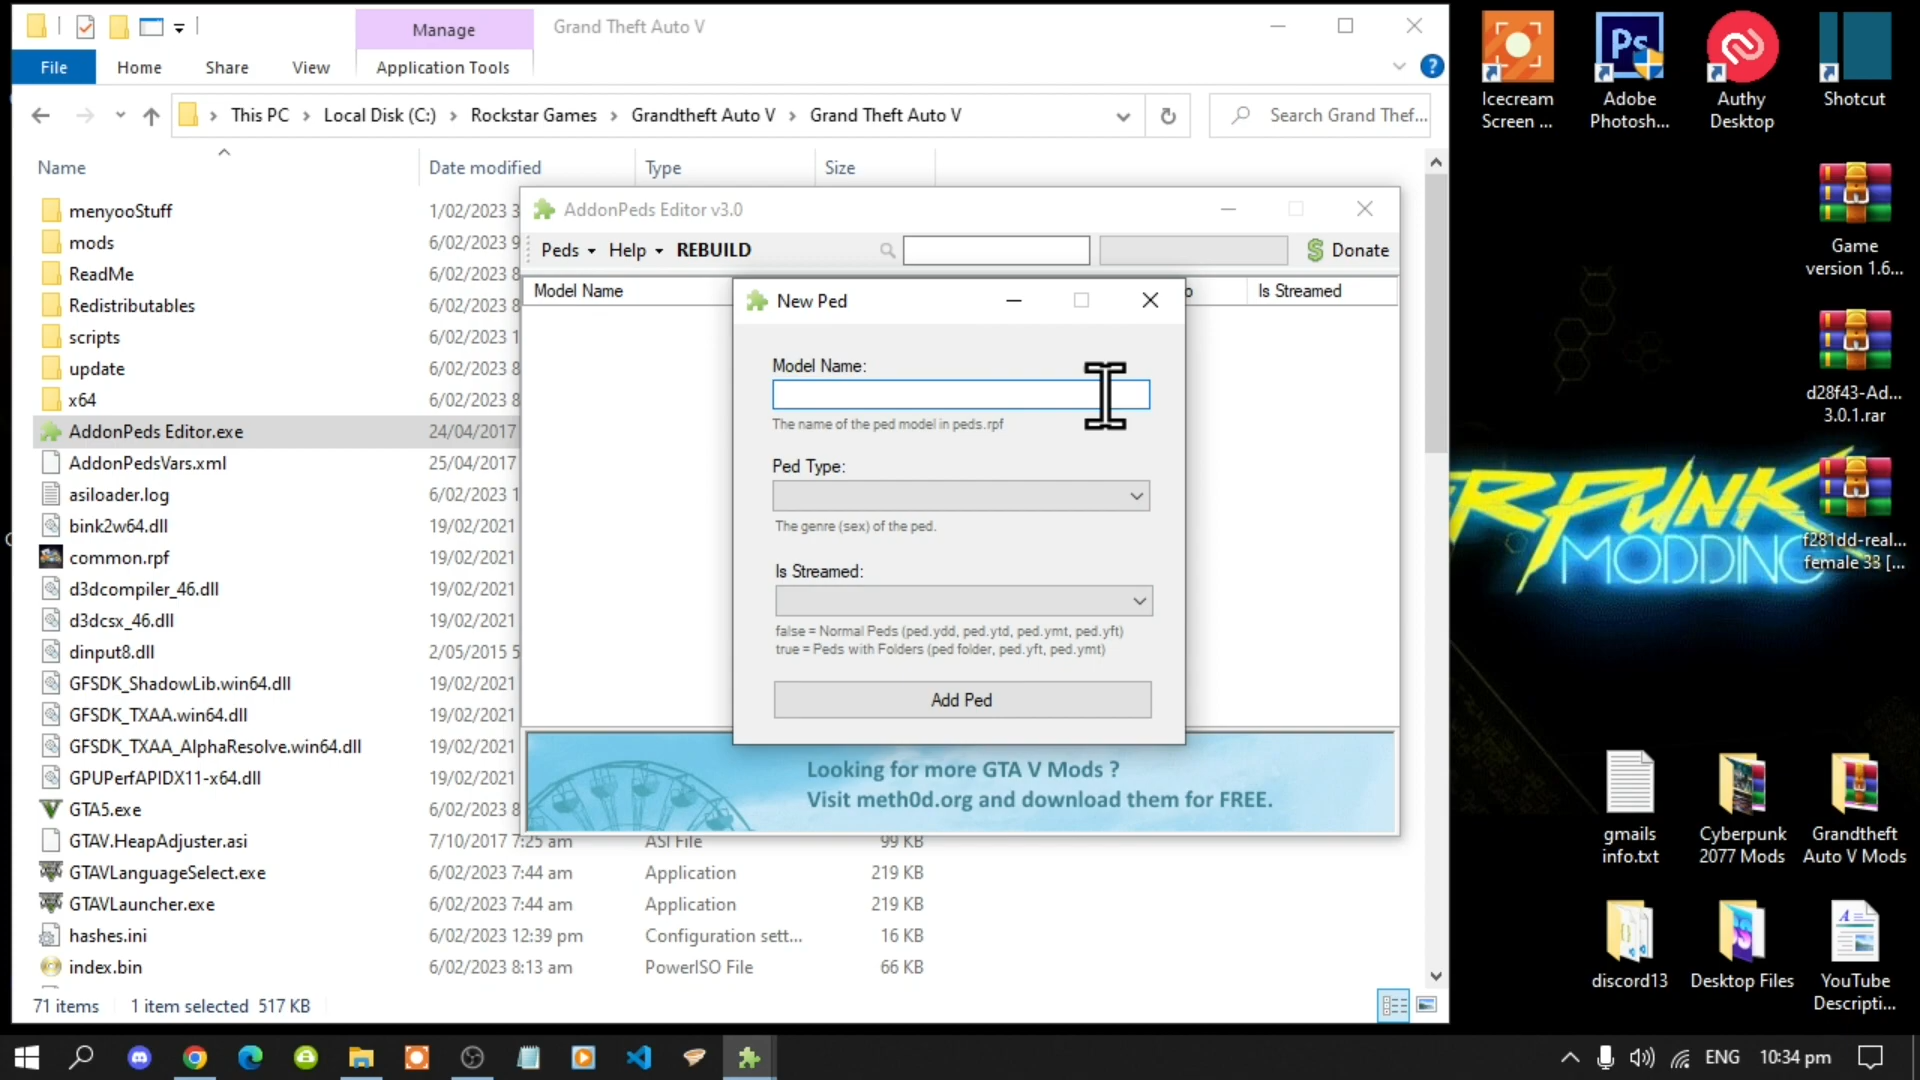 Manage
Grand Theft Auto V
File
Home
Share
View
Application Tools
This PC
Local Disk (C:)
Rockstar Games
Grandtheft Auto V
Grand Theft Auto V
Search Grand Thef...
Name
Date modified
Type
Size
menyooStuff
1/02/2023 3
mods
6/02/2023 9
ReadMe
6/02/2023 8
Redistributables
6/02/2023 8
scripts
6/02/2023 1
update
6/02/2023 8
x64
6/02/2023 8
AddonPeds Editor.exe
24/04/2017
AddonPedsVars.xml
25/04/2017
asiloader.log
6/02/2023 1
bink2w64.dll
19/02/2021
common.rpf
19/02/2021
d3dcompiler_46.dll
19/02/2021
d3dcsx_46.dll
19/02/2021
dinput8.dll
2/05/2015 5
GFSDK_ShadowLib.win64.dll
19/02/2021
GFSDK_TXAA.win64.dll
19/02/2021
GFSDK_TXAA_AlphaResolve.win64.dll
19/02/2021
GPUPerfAPIDX11-x64.dll
19/02/2021
GTA5.exe
6/02/2023 8
GTAV.HeapAdjuster.asi
7/10/2017 7:25 am
ASI File
99 KB
GTAVLanguageSelect.exe
6/02/2023 7:44 am
Application
219 KB
GTAVLauncher.exe
6/02/2023 7:44 am
Application
219 KB
hashes.ini
6/02/2023 12:39 pm
Configuration sett...
16 KB
index.bin
6/02/2023 8:13 am
PowerISO File
66 KB
71 items
1 item selected 517 KB
AddonPeds Editor v3.0
Peds
Help
REBUILD
Donate
Model Name
Is Streamed
New Ped
Model Name:
The name of the ped model in peds.rpf
Ped Type:
The genre (sex) of the ped.
Is Streamed:
false = Normal Peds (ped.ydd, ped.ytd, ped.ymt, ped.yft)
true = Peds with Folders (ped folder, ped.yft, ped.ymt)
Add Ped
Looking for more GTA V Mods ?
Visit meth0d.org and download them for FREE.
Icecream
Screen ...
Adobe
Photosh...
Authy
Desktop
Shotcut
Game
version 1.6...
d28f43-Ad...
3.0.1.rar
f281dd-real...
female 33 [...
RPUNK
MODDING
gmails
info.txt
Cyberpunk
2077 Mods
Grandtheft
Auto V Mods
discord13
Desktop Files
YouTube
Descripti...
ENG
10:34 pm